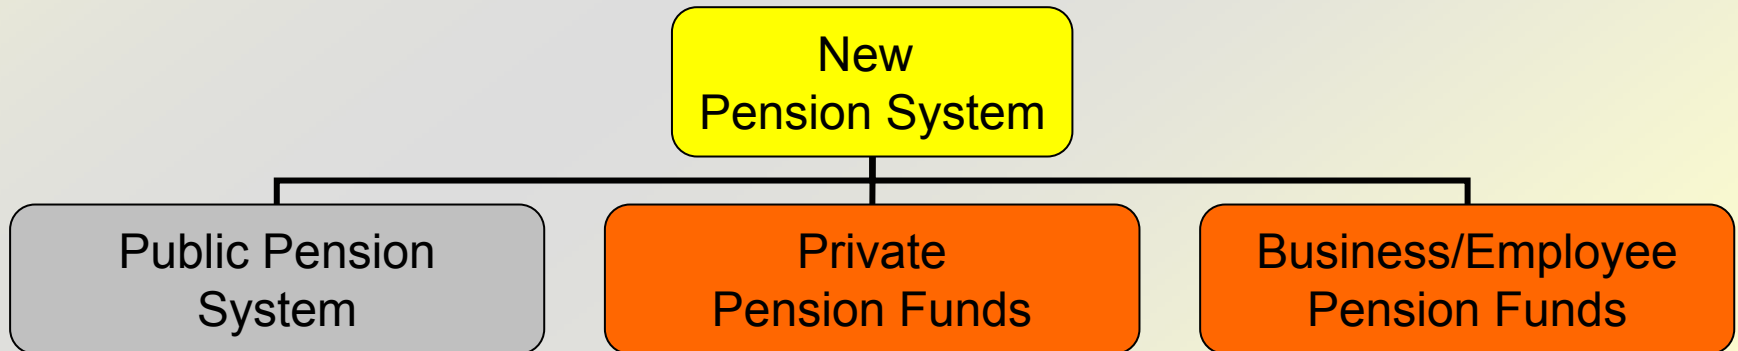 New
Pension System
Public Pension
System
Private
Pension Funds
Business/Employee
Pension Funds